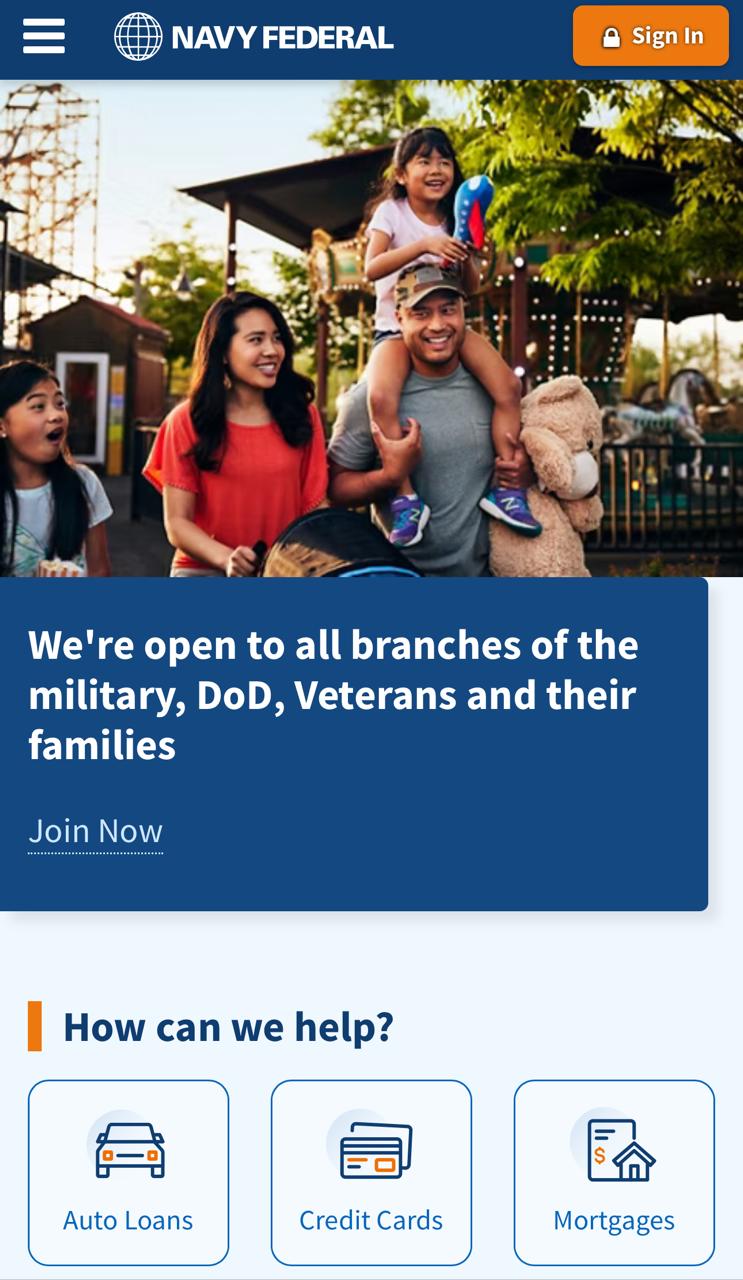 NAVY FEDERAL
Sign In
We're open to all branches of the
military, DoD, Veterans and their
families
Join Now
How can we help?
$
Auto Loans
Credit Cards
Mortgages